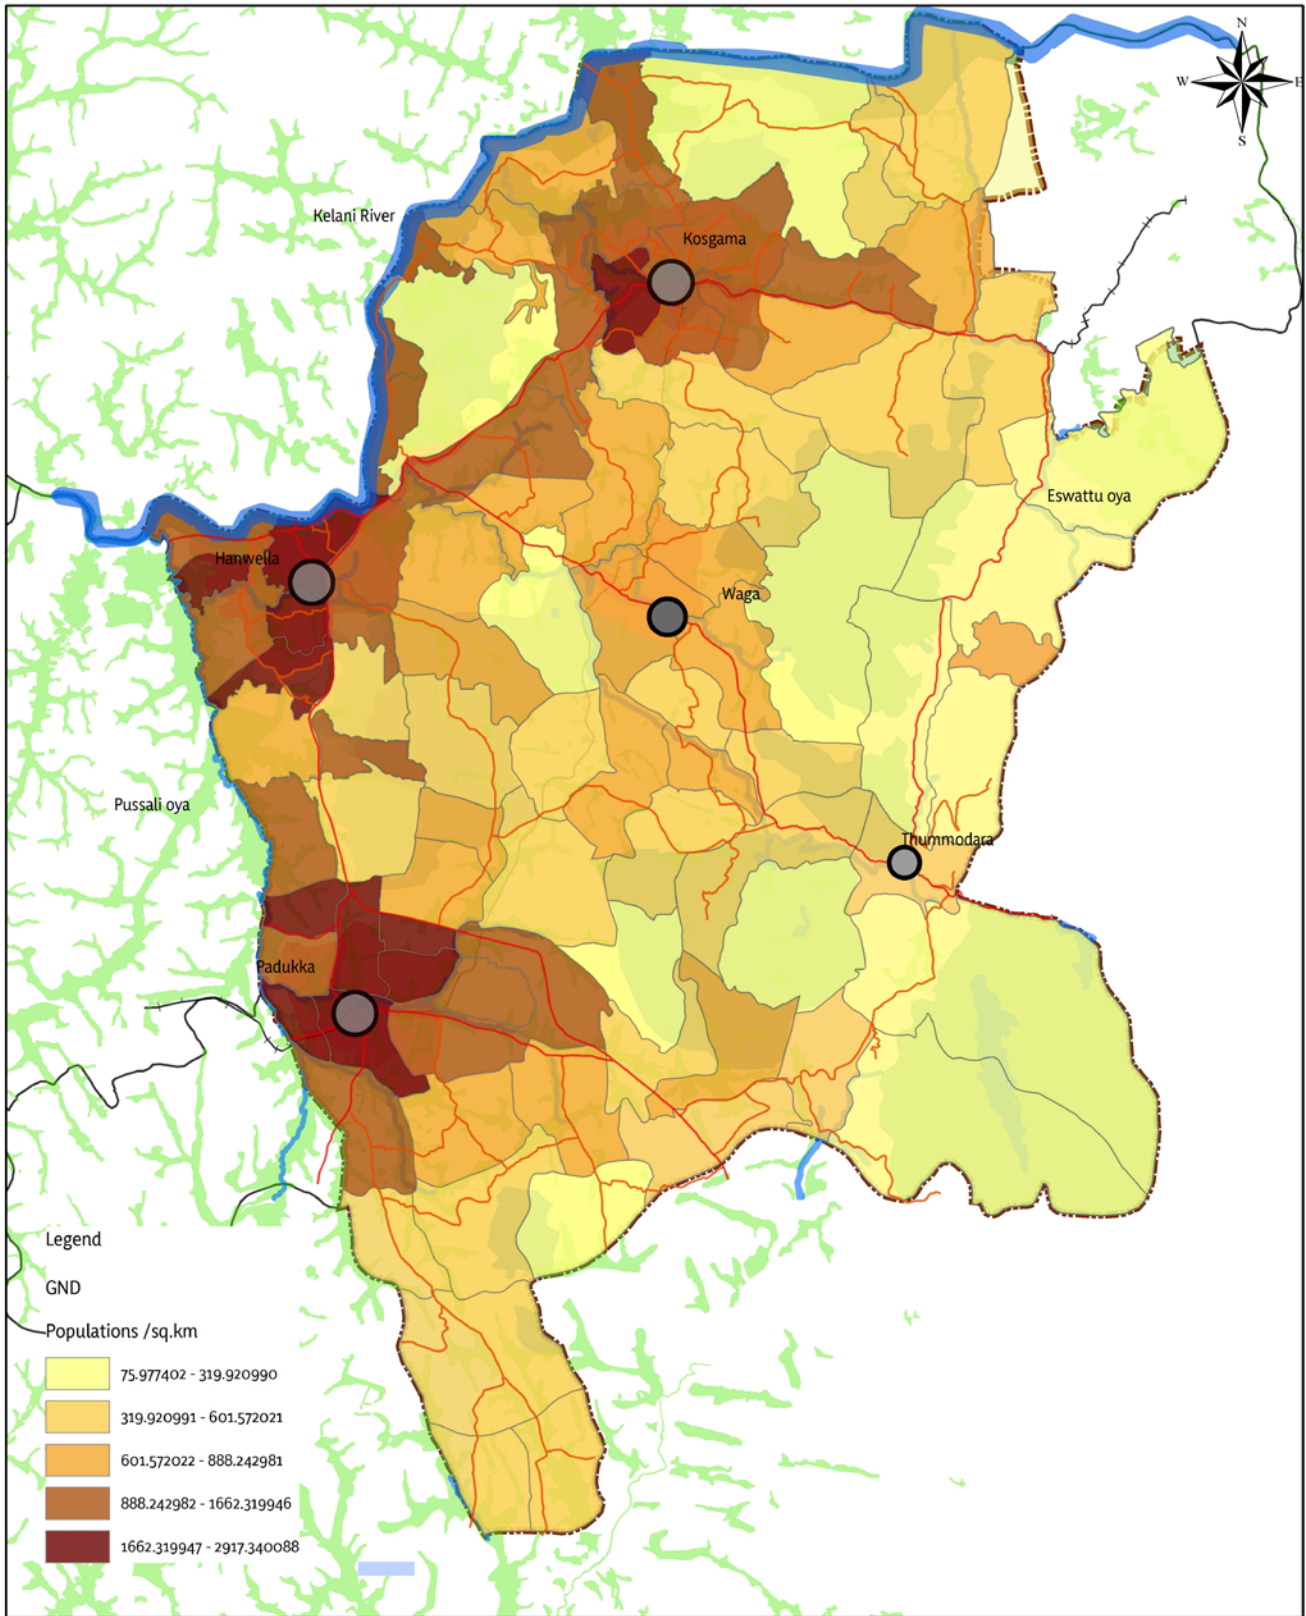 N
W
E
S
Kelani River
Kosgama
Eswattu oya
Hanwella
Waga
Pussali oya
Thummodara
Padukka
Legend
GND
Populations /sq.km
75.977402 - 319.920990
319.920991 - 601.572021
601.572022 - 888.242981
888.242982 - 1662.319946
1662.319947 - 2917.340088